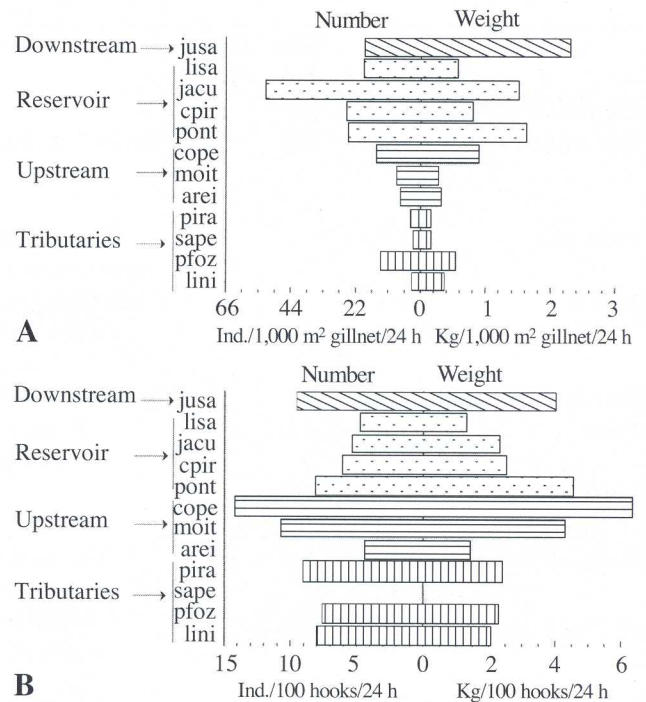 Number Weight
Downstream jusa
lisa
Reservoir jacu
cpir
pont
cope
Upstream moit
arei
pira
Tributaries sape
pfoz
lini
66 44 22 0 1 2 3
A Ind./1,000 m² gillnet/24 h Kg/1,000 m² gillnet/24 h
Number Weight
Downstream jusa
lisa
Reservoir jacu
cpir
pont
cope
Upstream moit
arei
pira
Tributaries sape
pfoz
lini
15 10 5 0 2 4 6
B Ind./100 hooks/24 h Kg/100 hooks/24 h